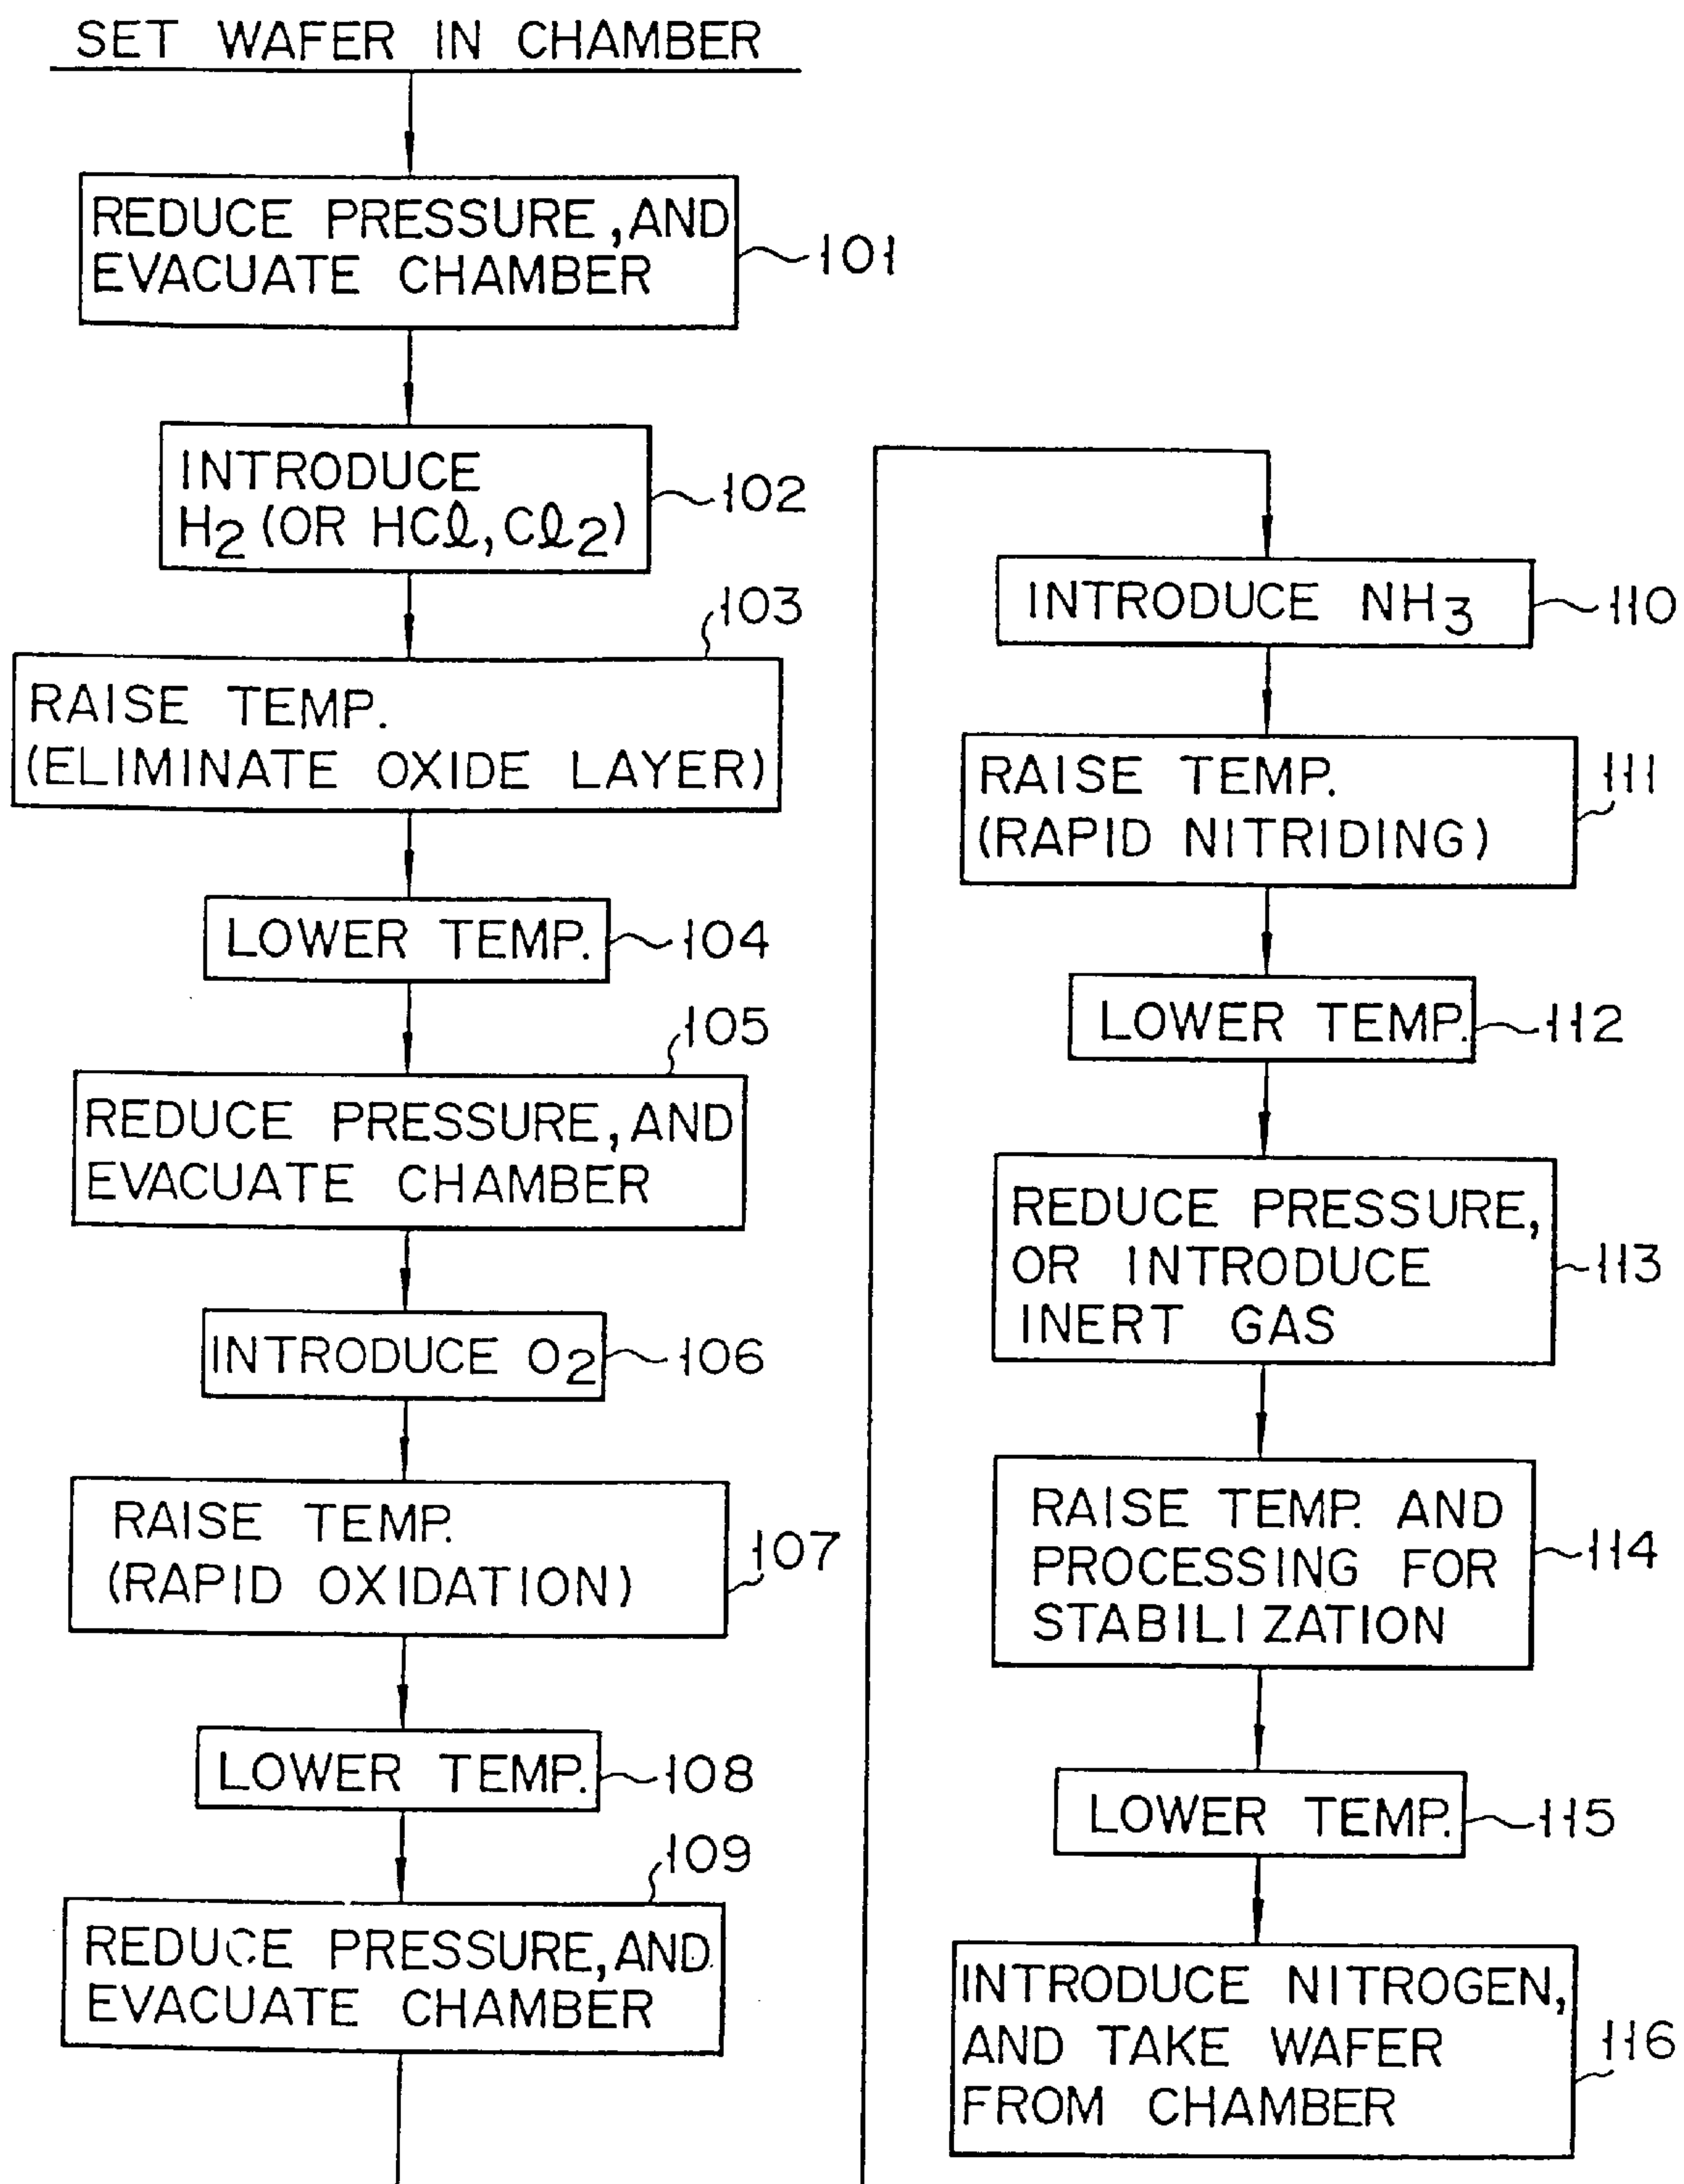 SET WAFER IN CHAMBER
REDUCE PRESSURE, AND
EVACUATE CHAMBER
101
INTRODUCE
H2 (OR HCl, Cl2)
102
103
RAISE TEMP.
(ELIMINATE OXIDE LAYER)
LOWER TEMP.
104
105
REDUCE PRESSURE, AND
EVACUATE CHAMBER
INTRODUCE O2
106
RAISE TEMP.
(RAPID OXIDATION)
107
LOWER TEMP.
108
109
REDUCE PRESSURE, AND
EVACUATE CHAMBER
INTRODUCE NH3
110
RAISE TEMP.
(RAPID NITRIDING)
111
LOWER TEMP.
112
REDUCE PRESSURE,
OR INTRODUCE
INERT GAS
113
RAISE TEMP. AND
PROCESSING FOR
STABILIZATION
114
LOWER TEMP.
115
INTRODUCE NITROGEN,
AND TAKE WAFER
FROM CHAMBER
116